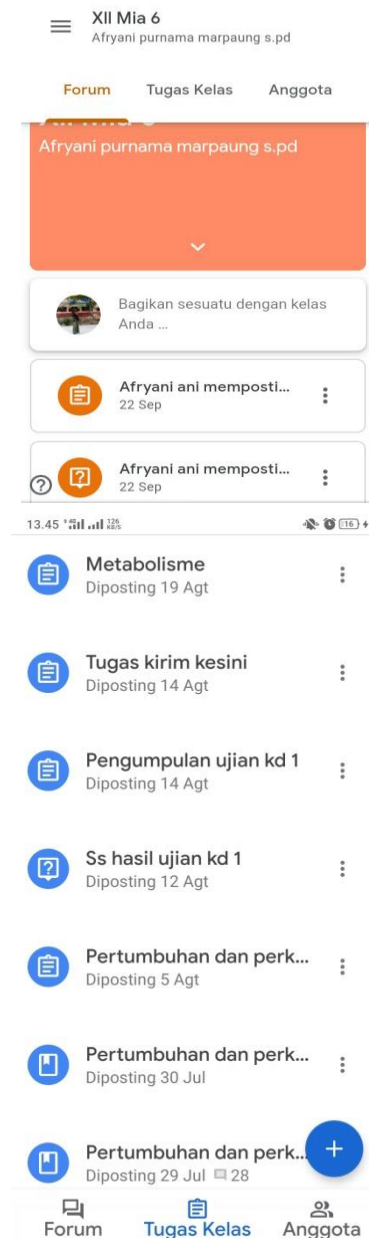 XII Mia 6
Afryani purnama marpaung s.pd
Forum Tugas Kelas Anggota
Afryani purnama marpaung s.pd
Bagikan sesuatu dengan kelas
Anda ...
Afryani ani memposti...
22 Sep
Afryani ani memposti...
22 Sep
13.45 126 KB/S 16
Metabolisme
Diposting 19 Agt
Tugas kirim kesini
Diposting 14 Agt
Pengumpulan ujian kd 1
Diposting 14 Agt
Ss hasil ujian kd 1
Diposting 12 Agt
Pertumbuhan dan perk...
Diposting 5 Agt
Pertumbuhan dan perk...
Diposting 30 Jul
Pertumbuhan dan perk...
Diposting 29 Jul 28
Forum Tugas Kelas Anggota